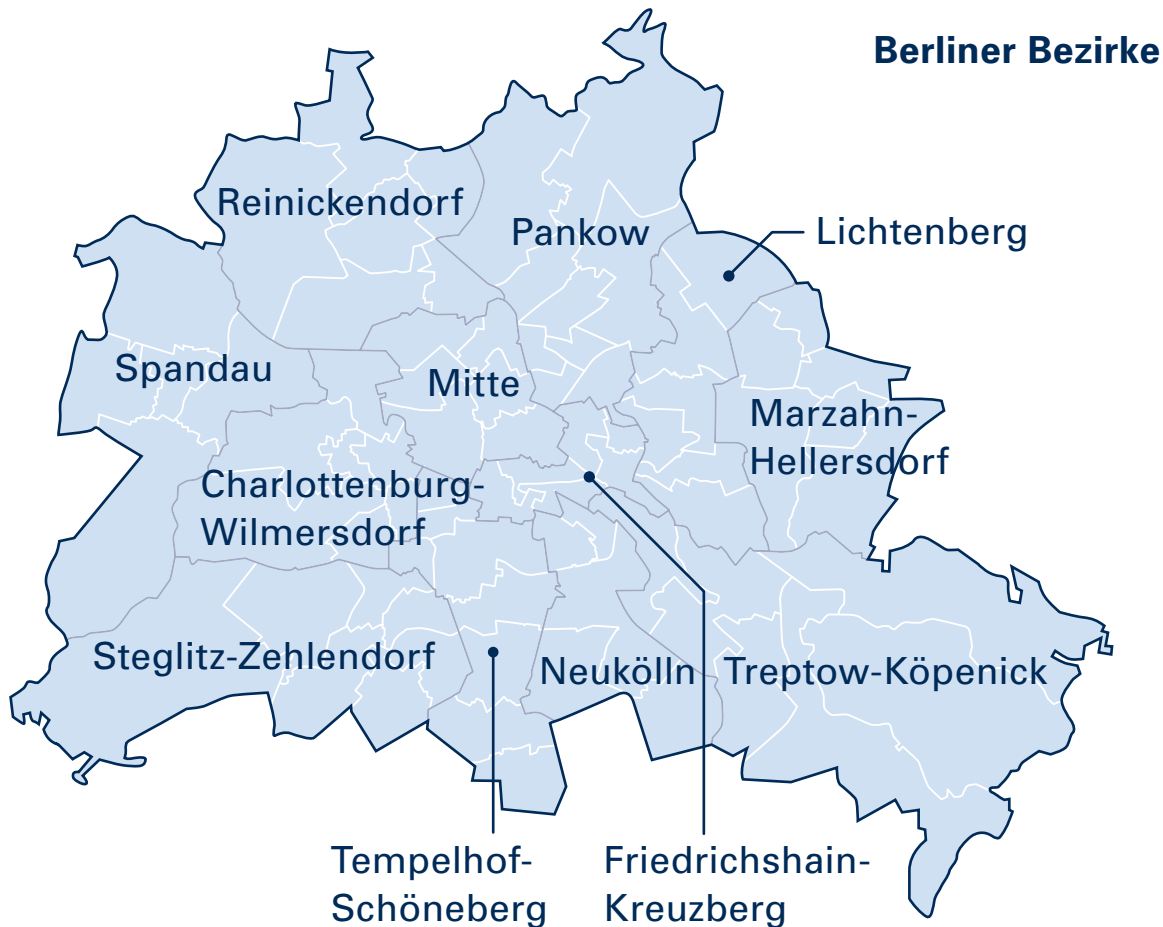 Berliner Bezirke
Reinickendorf
Pankow
Lichtenberg
Spandau
Mitte
Marzahn-
Hellersdorf
Charlottenburg-
Wilmersdorf
Steglitz-Zehlendorf
Neukölln
Treptow-Köpenick
Tempelhof-
Schöneberg
Friedrichshain-
Kreuzberg